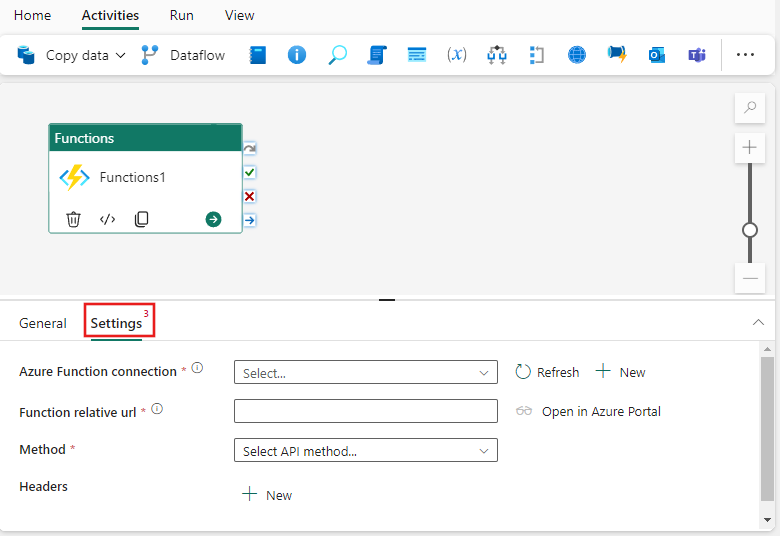 Home Activities Run View
Copy data Dataflow (x)
Functions
Functions1
General Settings 3
Azure Function connection * Select... Refresh New
Function relative url * Open in Azure Portal
Method * Select API method...
Headers New